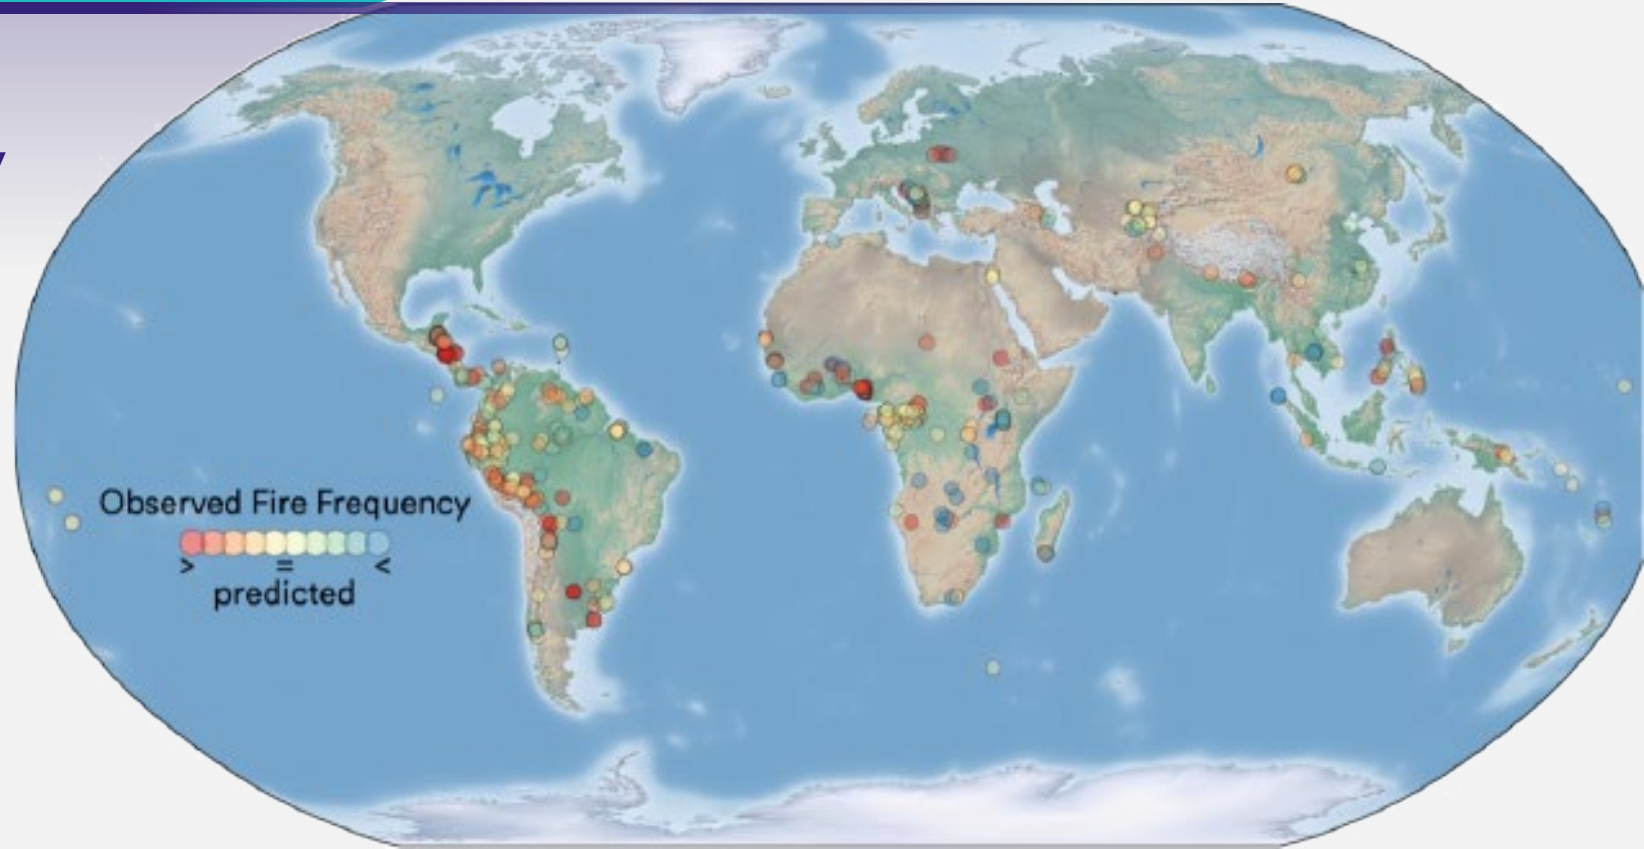 Observed Fire Frequency
> = <
predicted